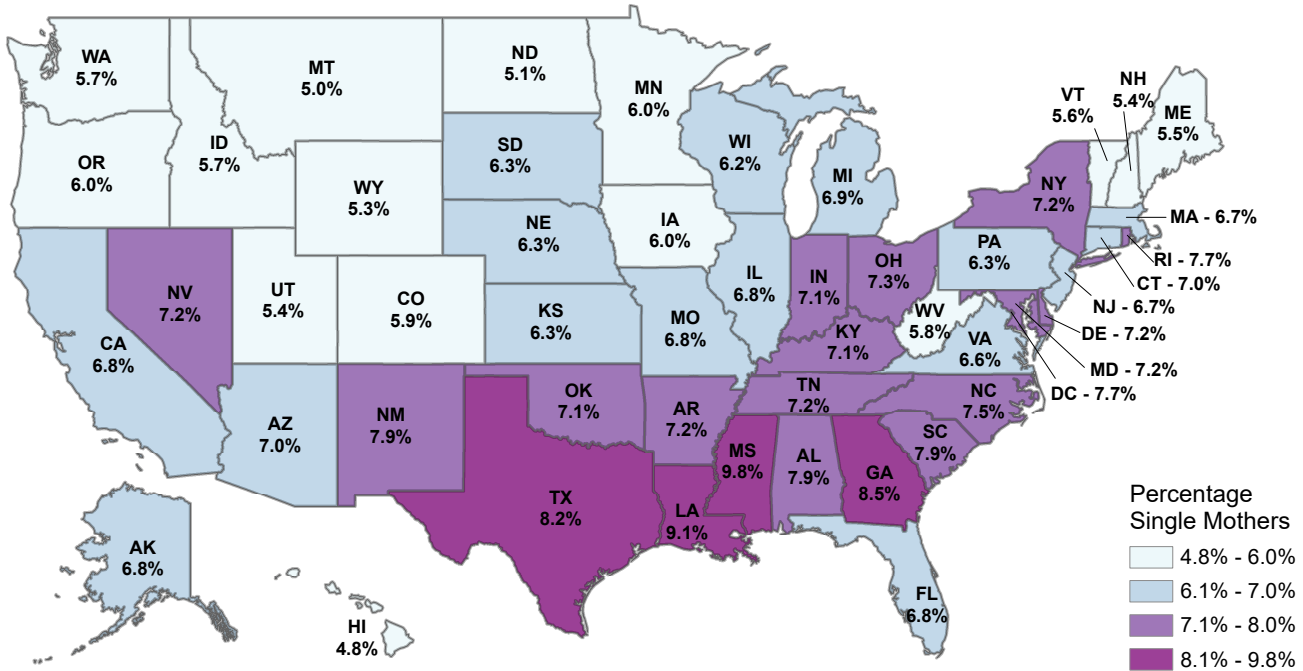 WA
5.7%
MT
5.0%
ND
5.1%
MN
6.0%
VT
5.6%
NH
5.4%
ME
5.5%
OR
6.0%
ID
5.7%
SD
6.3%
WI
6.2%
MI
6.9%
WY
5.3%
NY
7.2%
MA - 6.7%
RI - 7.7%
CT - 7.0%
NJ - 6.7%
DE - 7.2%
MD - 7.2%
DC - 7.7%
NE
6.3%
IA
6.0%
PA
6.3%
NV
7.2%
UT
5.4%
CO
5.9%
IL
6.8%
IN
7.1%
OH
7.3%
KS
6.3%
MO
6.8%
WV
5.8%
CA
6.8%
KY
7.1%
VA
6.6%
AZ
7.0%
NM
7.9%
OK
7.1%
AR
7.2%
TN
7.2%
NC
7.5%
SC
7.9%
MS
9.8%
AL
7.9%
GA
8.5%
TX
8.2%
LA
9.1%
AK
6.8%
HI
4.8%
FL
6.8%
Percentage
Single Mothers
4.8% - 6.0%
6.1% - 7.0%
7.1% - 8.0%
8.1% - 9.8%